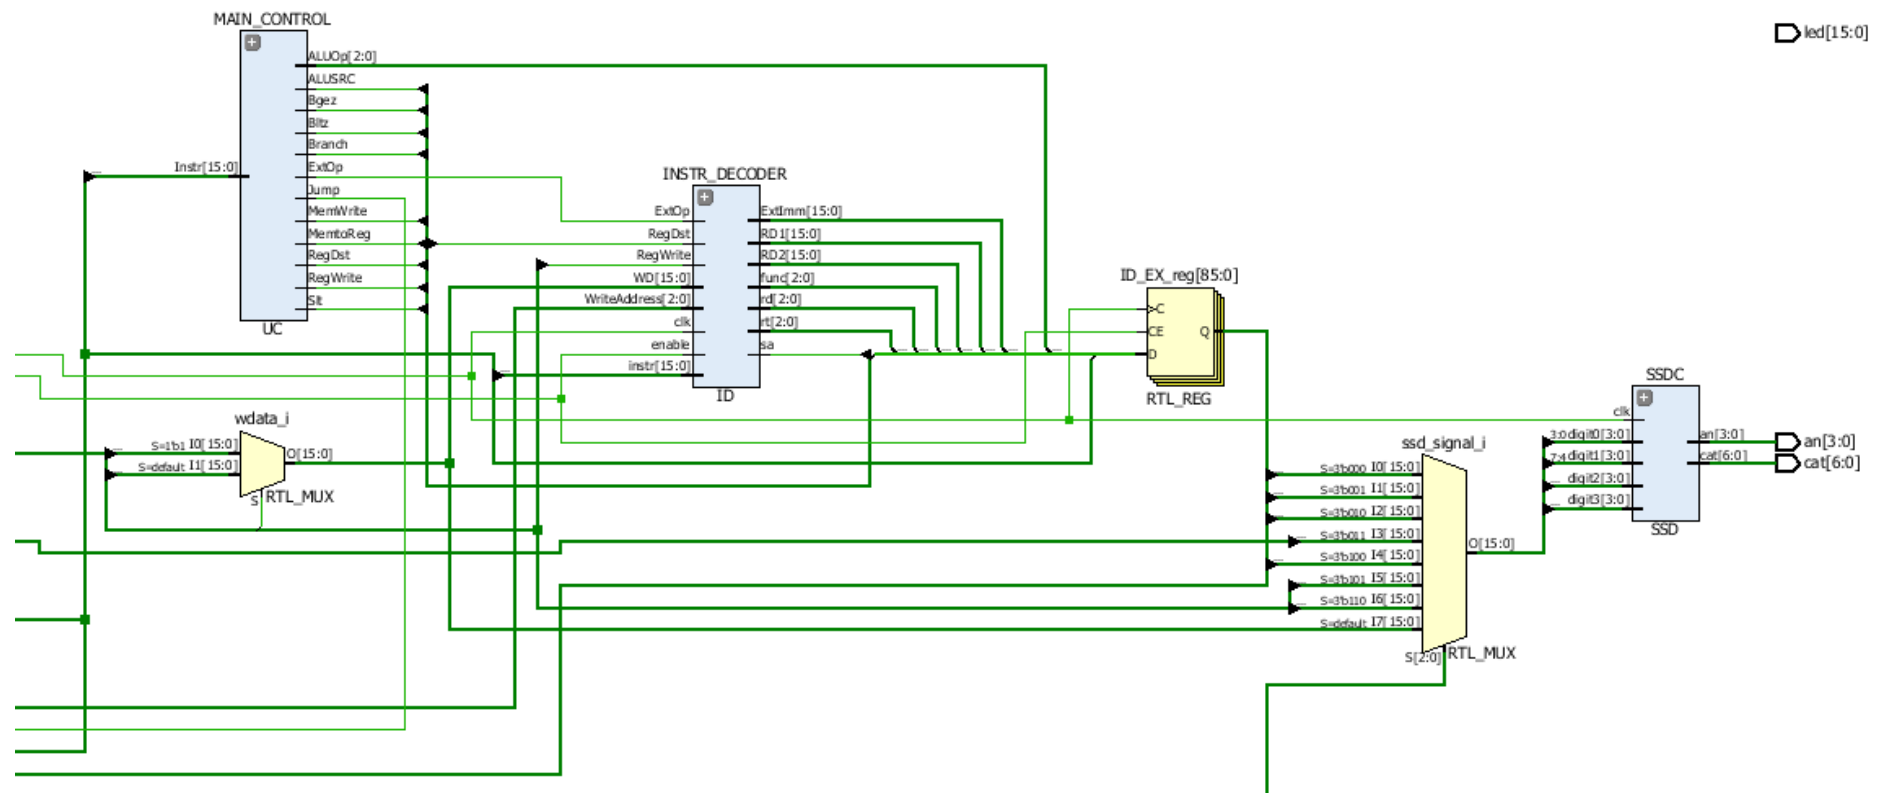 MAIN_CONTROL
ALUOp[2:0]
ALUSRC
Bgez
Bltz
Branch
Instr[15:0]
ExtOp
Jump
MemWrite
MemtoReg
RegDst
RegWrite
Slt
UC
INSTR_DECODER
ExtOp
RegDst
RegWrite
WD[15:0]
WriteAddress[2:0]
clk
enable
instr[15:0]
ExtImm[15:0]
RD1[15:0]
RD2[15:0]
func[2:0]
rd[2:0]
rt[2:0]
sa
ID
ID_EX_reg[85:0]
C
CE
D
Q
RTL_REG
wdata_i
S=1'b1 I0[15:0]
S=default I1[15:0]
O[15:0]
S
RTL_MUX
ssd_signal_i
S=3'b000 I0[15:0]
S=3'b001 I1[15:0]
S=3'b010 I2[15:0]
S=3'b011 I3[15:0]
S=3'b100 I4[15:0]
S=3'b101 I5[15:0]
S=3'b110 I6[15:0]
S=default I7[15:0]
O[15:0]
S[2:0]
RTL_MUX
SSDC
clk
3:0 digit0[3:0]
7:4 digit1[3:0]
digit2[3:0]
digit3[3:0]
an[3:0]
cat[6:0]
SSD
led[15:0]
an[3:0]
cat[6:0]